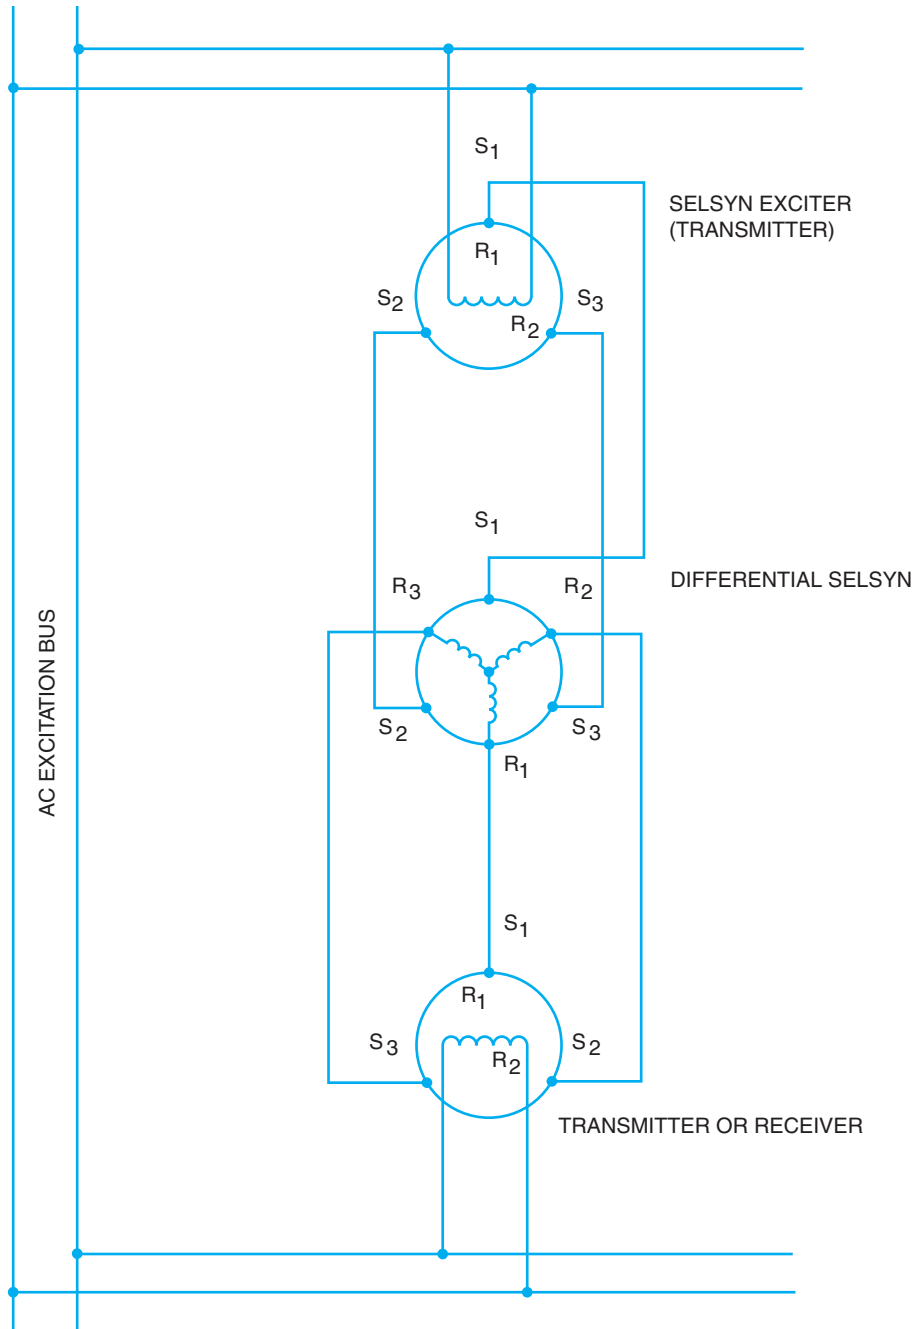 S1
SELSYN EXCITER
(TRANSMITTER)
R1
S2
S3
R2
S1
DIFFERENTIAL SELSYN
R3
R2
AC EXCITATION BUS
S2
S3
R1
S1
R1
S3
S2
R2
TRANSMITTER OR RECEIVER